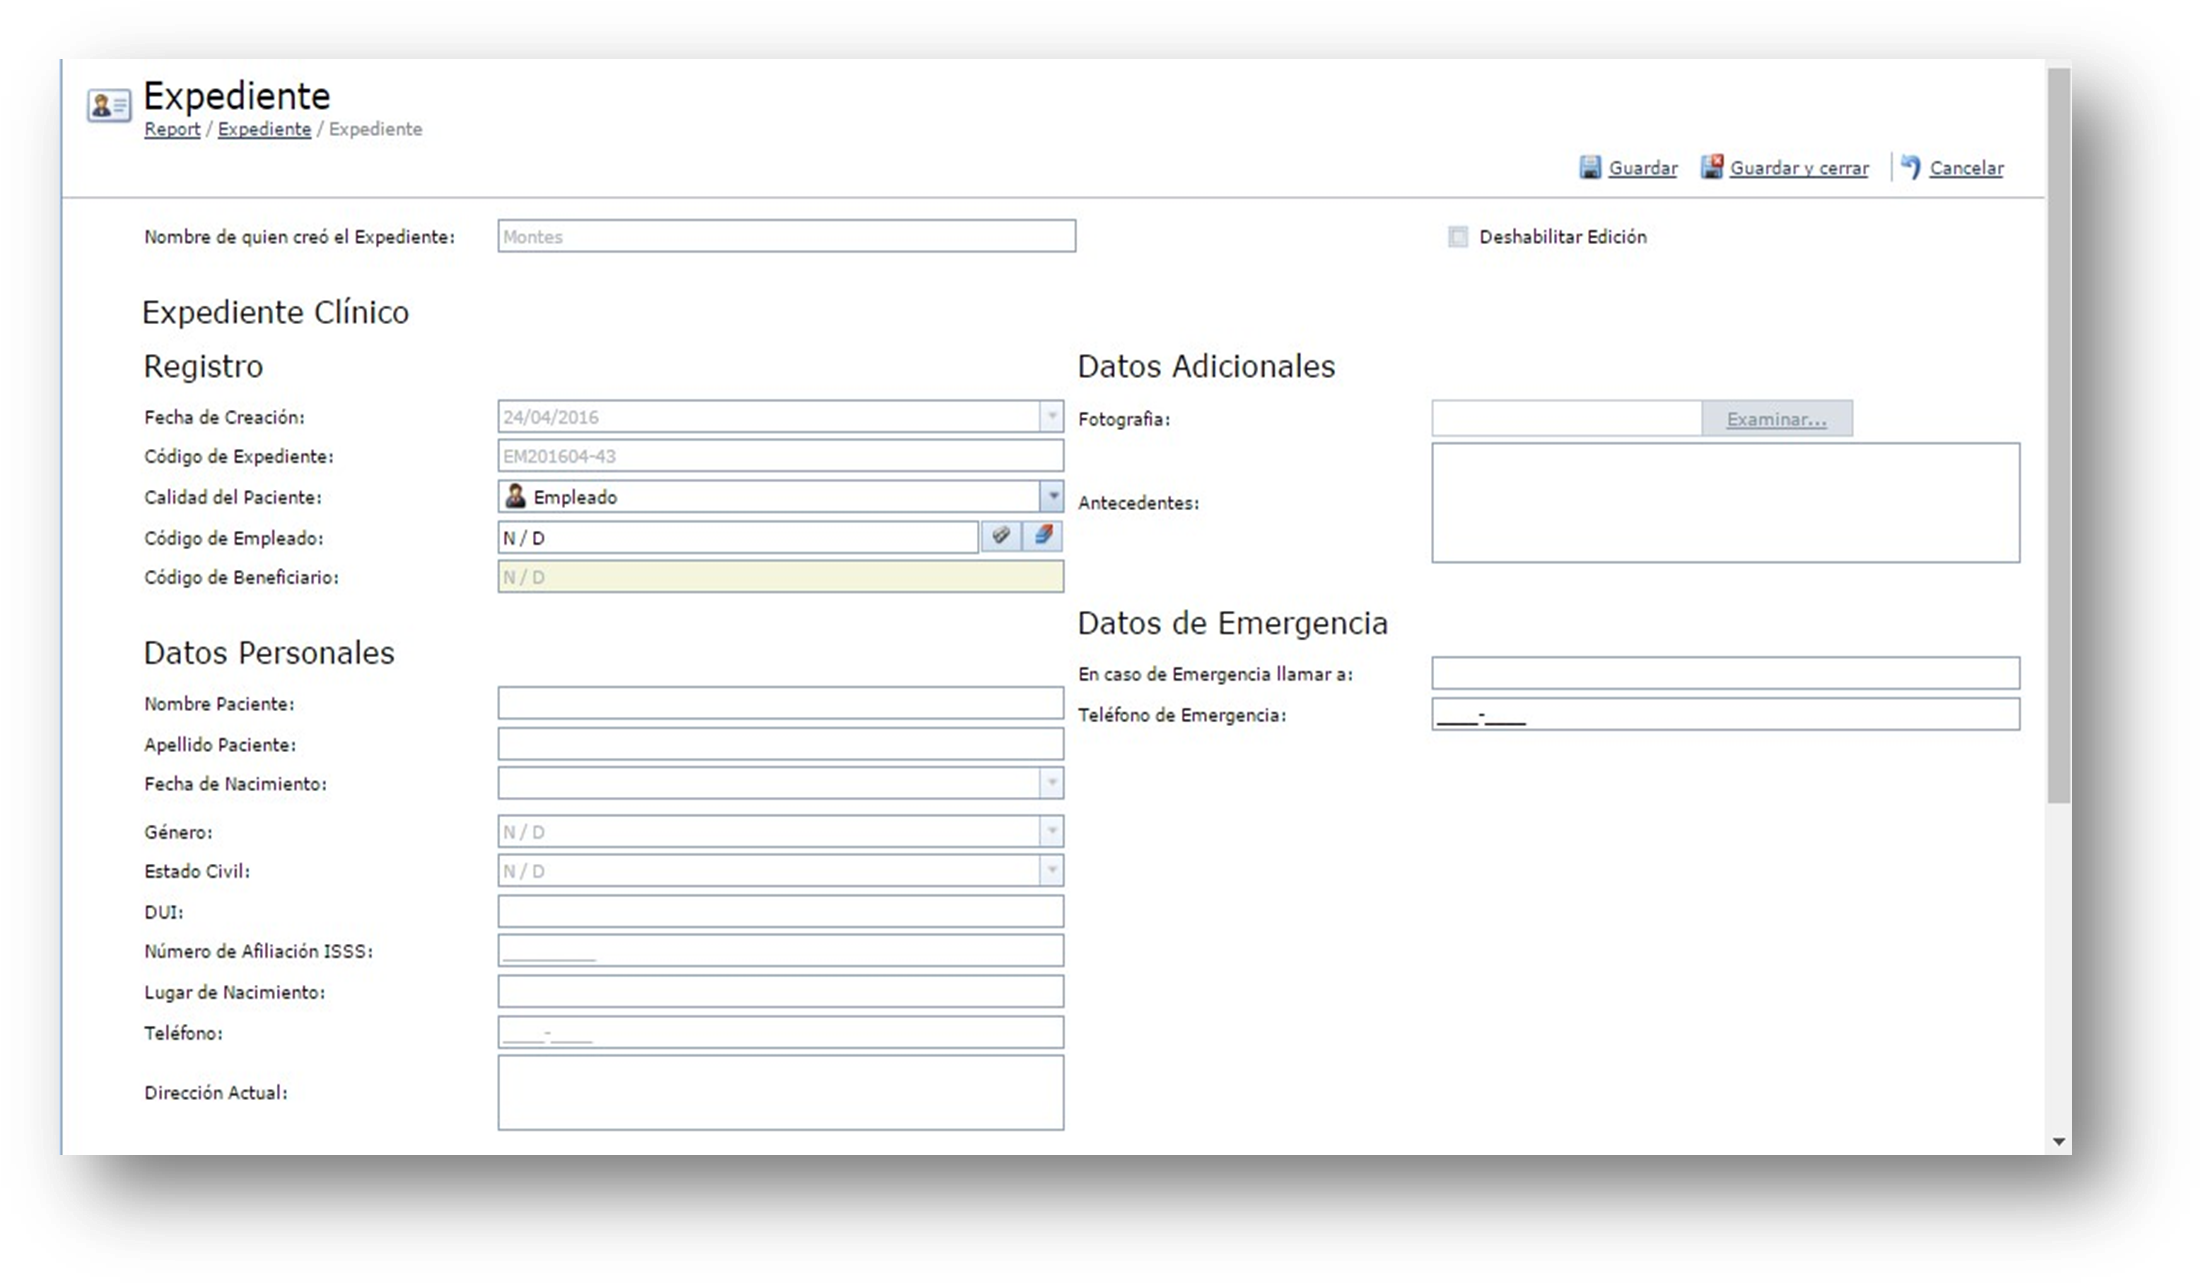 Expediente
Report / Expediente / Expediente
Guardar Guardar y cerrar Cancelar
Nombre de quien creó el Expediente: Montes
Deshabilitar Edición
Expediente Clínico
Registro
Fecha de Creación: 24/04/2016
Código de Expediente: EM201604-43
Calidad del Paciente: Empleado
Código de Empleado: N / D
Código de Beneficiario: N / D
Datos Personales
Nombre Paciente:
Apellido Paciente:
Fecha de Nacimiento:
Género: N / D
Estado Civil: N / D
DUI:
Número de Afiliación ISSS: _________
Lugar de Nacimiento:
Teléfono: ____-____
Dirección Actual:
Datos Adicionales
Fotografia: Examinar...
Antecedentes:
Datos de Emergencia
En caso de Emergencia llamar a:
Teléfono de Emergencia: ____-____